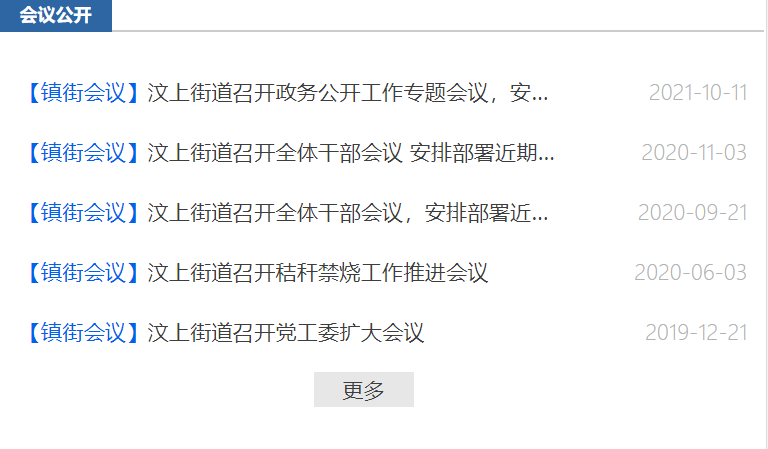 会议公开
【镇街会议】汶上街道召开政务公开工作专题会议，安... 2021-10-11
【镇街会议】汶上街道召开全体干部会议 安排部署近期... 2020-11-03
【镇街会议】汶上街道召开全体干部会议，安排部署近... 2020-09-21
【镇街会议】汶上街道召开秸秆禁烧工作推进会议 2020-06-03
【镇街会议】汶上街道召开党工委扩大会议 2019-12-21
更多